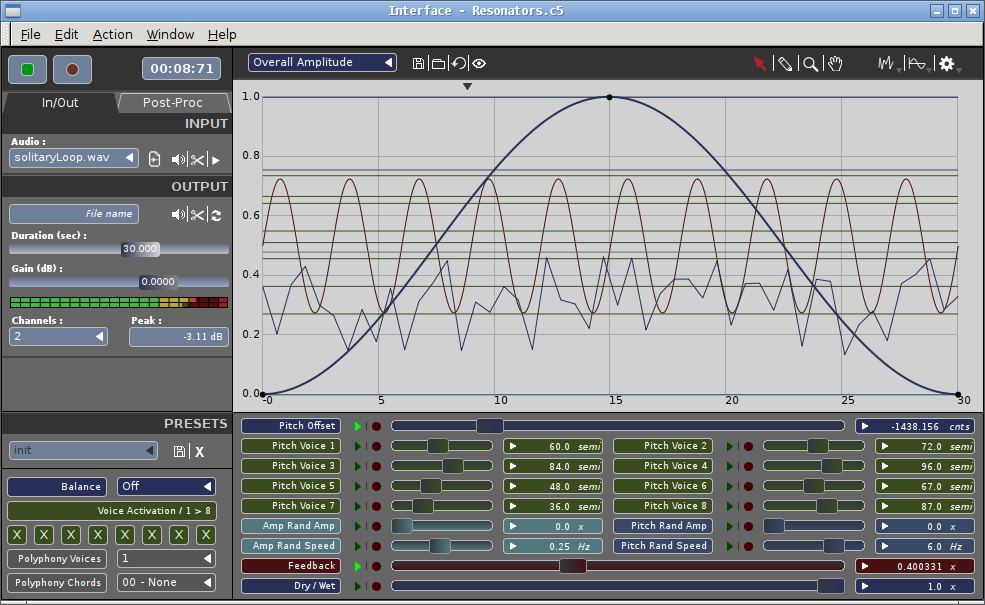 Interface - Resonators.c5
File Edit Action Window Help
00:08:71
In/Out Post-Proc
INPUT
Audio :
solitaryLoop.wav
OUTPUT
File name
Duration (sec) :
30.000
Gain (dB) :
0.0000
Channels : Peak :
2 -3.11 dB
PRESETS
init X
Balance Off
Voice Activation / 1 > 8
X X X X X X X X
Polyphony Voices 1
Polyphony Chords 00 - None
Overall Amplitude
1.0
0.8
0.6
0.4
0.2
0.0
0 5 10 15 20 25 30
Pitch Offset -1438.156 cnts
Pitch Voice 1 60.0 semi Pitch Voice 2 72.0 semi
Pitch Voice 3 84.0 semi Pitch Voice 4 96.0 semi
Pitch Voice 5 48.0 semi Pitch Voice 6 67.0 semi
Pitch Voice 7 36.0 semi Pitch Voice 8 87.0 semi
Amp Rand Amp 0.0 x Pitch Rand Amp 0.0 x
Amp Rand Speed 0.25 Hz Pitch Rand Speed 6.0 Hz
Feedback 0.400331 x
Dry / Wet 1.0 x